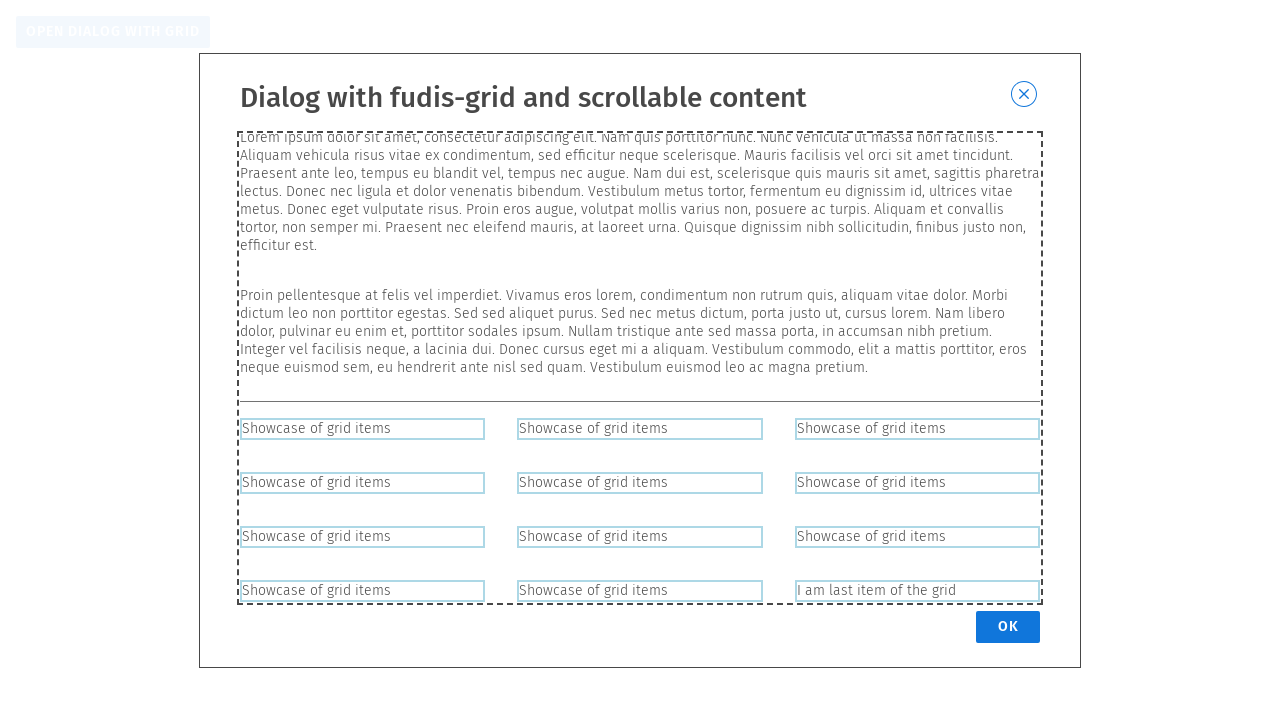 OPEN DIALOG WITH GRID
Dialog with fudis-grid and scrollable content
Lorem ipsum dolor sit amet, consectetur adipiscing elit. Nam quis porttitor nunc. Nunc vehicula ut massa non facilisis.
Aliquam vehicula risus vitae ex condimentum, sed efficitur neque scelerisque. Mauris facilisis vel orci sit amet tincidunt.
Praesent ante leo, tempus eu blandit vel, tempus nec augue. Nam dui est, scelerisque quis mauris sit amet, sagittis pharetra
lectus. Donec nec ligula et dolor venenatis bibendum. Vestibulum metus tortor, fermentum eu dignissim id, ultrices vitae
metus. Donec eget vulputate risus. Proin eros augue, volutpat mollis varius non, posuere ac turpis. Aliquam et convallis
tortor, non semper mi. Praesent nec eleifend mauris, at laoreet urna. Quisque dignissim nibh sollicitudin, finibus justo non,
efficitur est.
Proin pellentesque at felis vel imperdiet. Vivamus eros lorem, condimentum non rutrum quis, aliquam vitae dolor. Morbi
dictum leo non porttitor egestas. Sed sed aliquet purus. Sed nec metus dictum, porta justo ut, cursus lorem. Nam libero
dolor, pulvinar eu enim et, porttitor sodales ipsum. Nullam tristique ante sed massa porta, in accumsan nibh pretium.
Integer vel facilisis neque, a lacinia dui. Donec cursus eget mi a aliquam. Vestibulum commodo, elit a mattis porttitor, eros
neque euismod sem, eu hendrerit ante nisl sed quam. Vestibulum euismod leo ac magna pretium.
Showcase of grid items Showcase of grid items Showcase of grid items
Showcase of grid items Showcase of grid items Showcase of grid items
Showcase of grid items Showcase of grid items Showcase of grid items
Showcase of grid items Showcase of grid items I am last item of the grid
OK